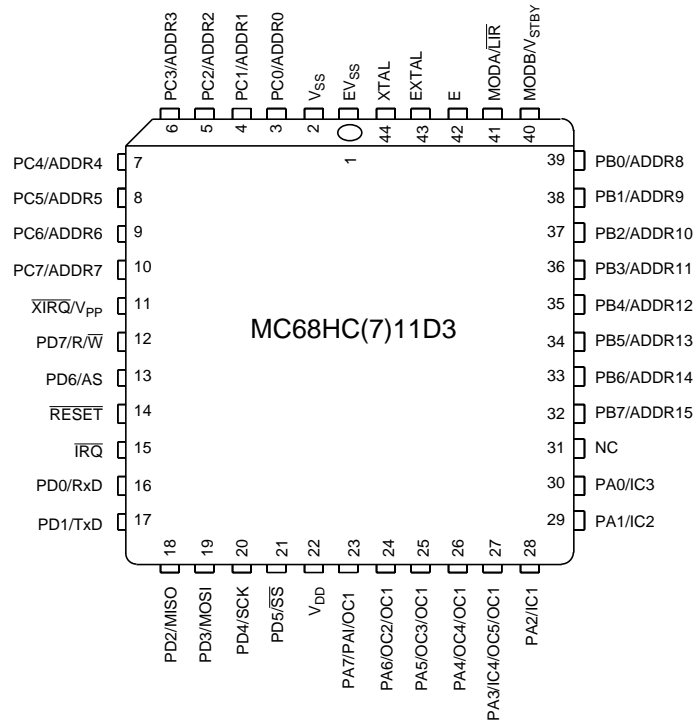 PC3/ADDR3
PC2/ADDR2
PC1/ADDR1
PC0/ADDR0
VSS
EVSS
XTAL
EXTAL
E
MODA/LIR
MODB/VSTBY
6
5
4
3
2
1
44
43
42
41
40
PC4/ADDR4 7
PC5/ADDR5 8
PC6/ADDR6 9
PC7/ADDR7 10
XIRQ/VPP 11
PD7/R/W 12
PD6/AS 13
RESET 14
IRQ 15
PD0/RxD 16
PD1/TxD 17
MC68HC(7)11D3
39 PB0/ADDR8
38 PB1/ADDR9
37 PB2/ADDR10
36 PB3/ADDR11
35 PB4/ADDR12
34 PB5/ADDR13
33 PB6/ADDR14
32 PB7/ADDR15
31 NC
30 PA0/IC3
29 PA1/IC2
18
19
20
21
22
23
24
25
26
27
28
PD2/MISO
PD3/MOSI
PD4/SCK
PD5/SS
VDD
PA7/PAI/OC1
PA6/OC2/OC1
PA5/OC3/OC1
PA4/OC4/OC1
PA3/IC4/OC5/OC1
PA2/IC1